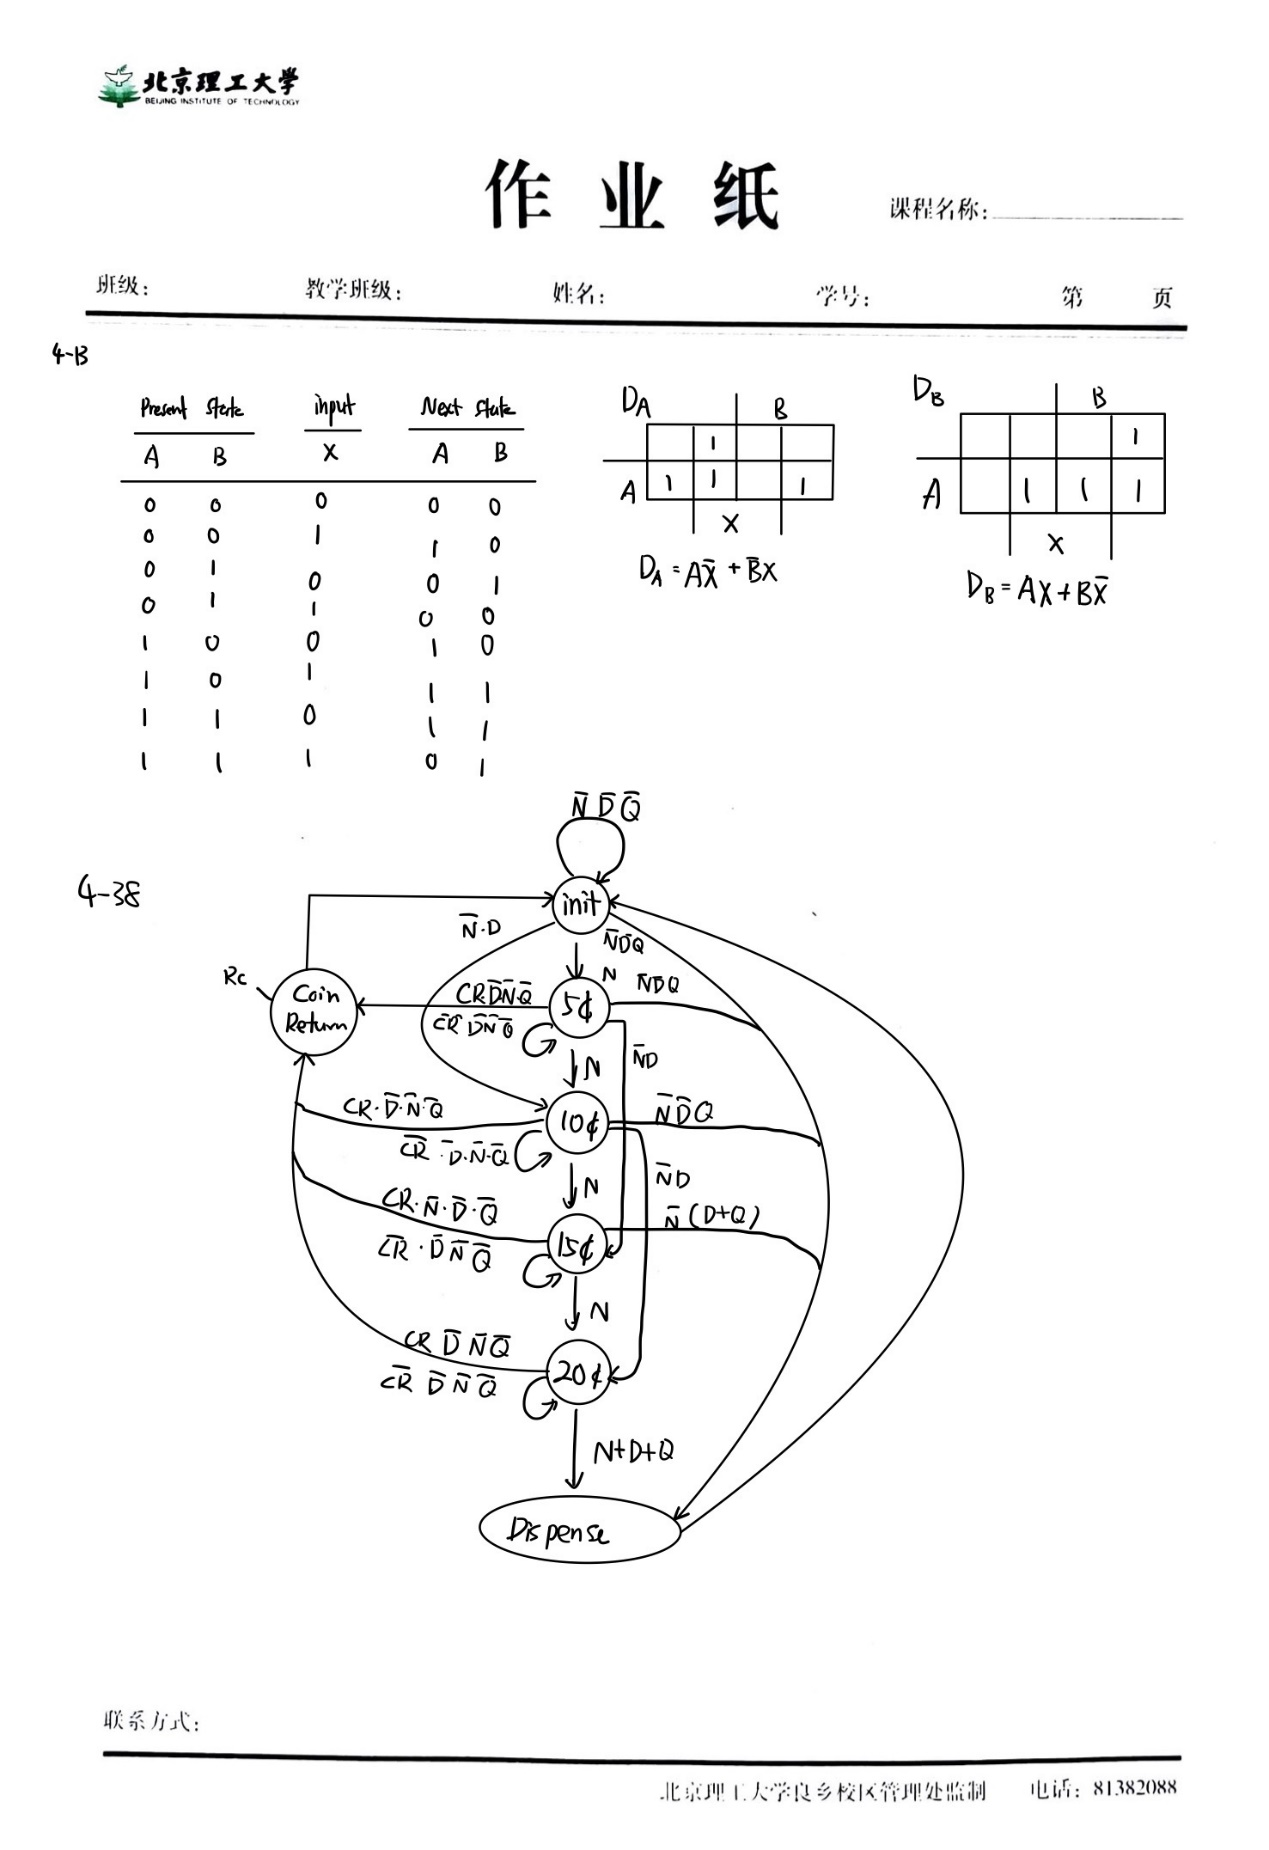 北京理工大学
BEIJING INSTITUTE OF TECHNOLOGY
作业纸
课程名称:
班级: 教学班级: 姓名: 学号: 第 页
4-13
Present State input Next State
A B X A B
0 0 0 0 0
0 0 1 1 0
0 1 0 0 1
0 1 1 0 0
1 0 0 1 0
1 0 1 1 1
1 1 0 1 1
1 1 1 0 1
D_A B
1
A 1 1 1
X
D_A = AX̄ + B̄X
D_B B
1
A 1 1 1
X
D_B = AX + BX̄
4-38
N̄ D̄ Q̄
init
N̄·D
N̄D̄Q
N
Rc
Coin
Return
CR·D̄·N̄·Q̄
C̄R̄ D̄N̄Q̄
5¢
N̄D̄Q
N̄D
N
CR·D̄·N̄·Q̄
C̄R̄·D̄·N̄·Q̄
10¢
N̄D̄Q
N̄D
N
CR·N̄·D̄·Q̄
C̄R̄·D̄N̄Q̄
15¢
N̄(D+Q)
N
CR D̄ N̄Q̄
C̄R̄ D̄ N̄ Q̄
20¢
N+D+Q
Dispense
联系方式:
北京理工大学良乡校区管理处监制 电话: 81382088